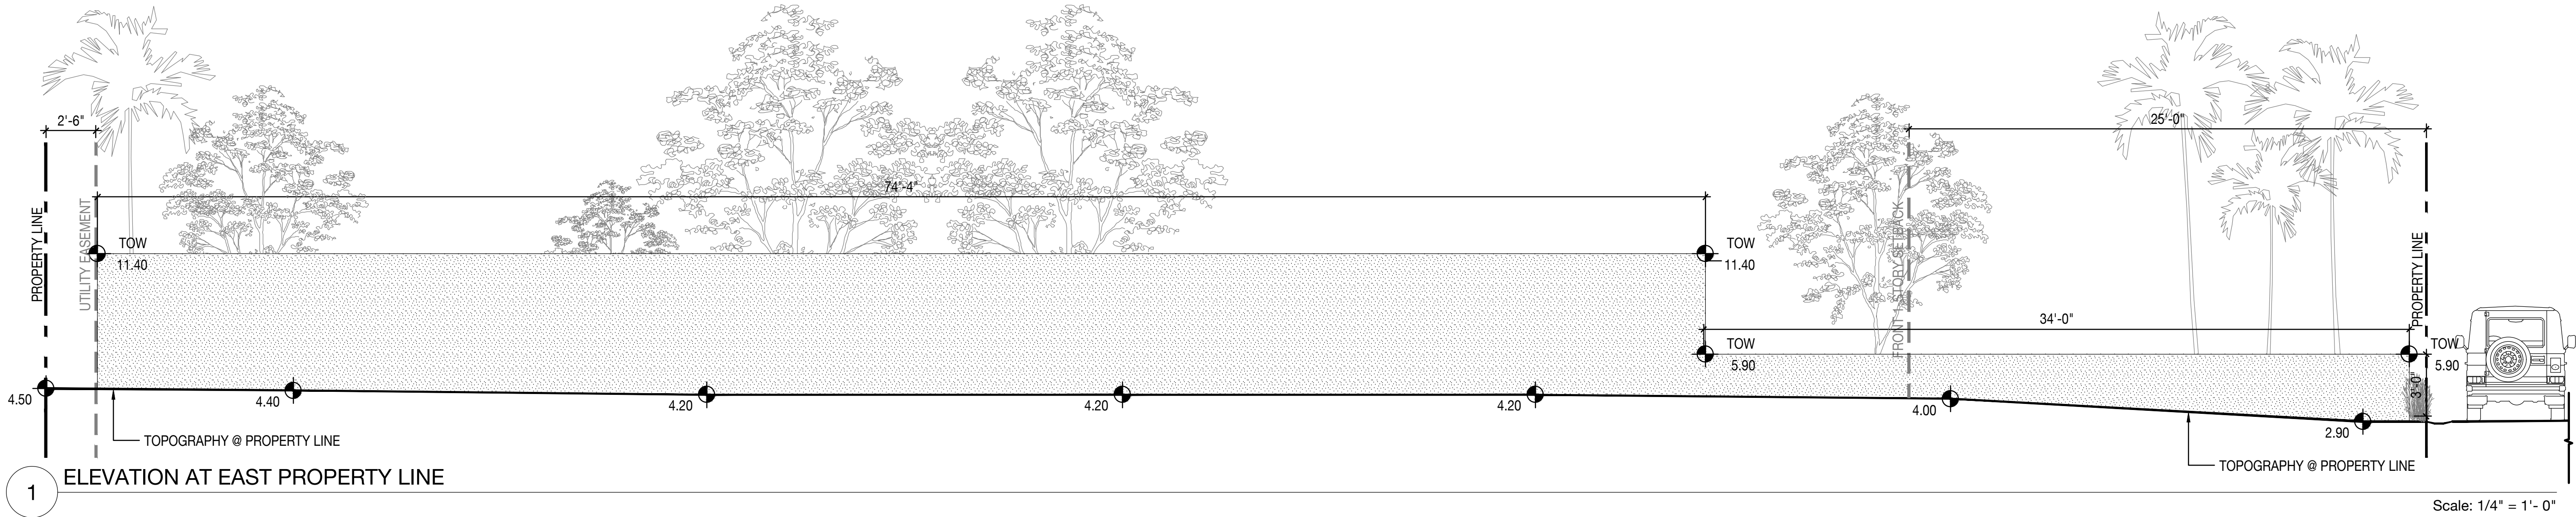 2'-6"
25'-0"
74'-4"
PROPERTY LINE
UTILITY EASEMENT
TOW
11.40
TOW
11.40
FRONT 1 STORY SETBACK
34'-0"
PROPERTY LINE
TOW
5.90
TOW
5.90
3'-0"
4.50
4.40
4.20
4.20
4.20
4.00
2.90
TOPOGRAPHY @ PROPERTY LINE
TOPOGRAPHY @ PROPERTY LINE
1
ELEVATION AT EAST PROPERTY LINE
Scale: 1/4" = 1'- 0"